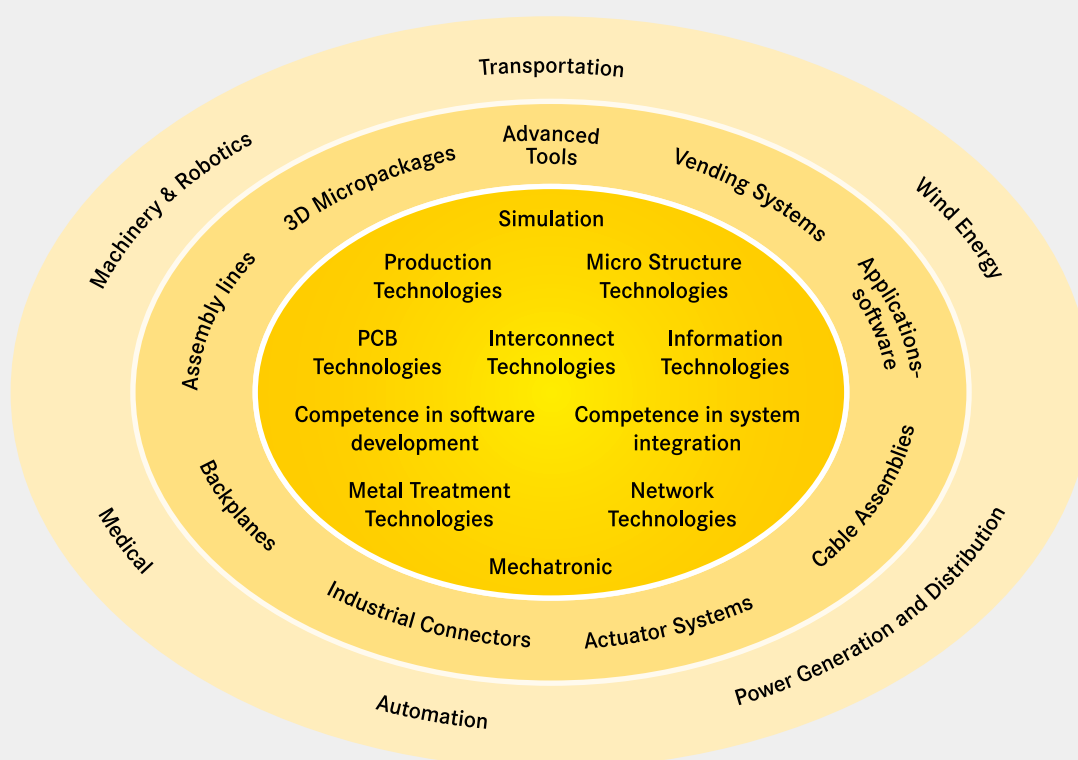 Transportation
Machinery & Robotics
Wind Energy
Medical
Power Generation and Distribution
Automation
Advanced
Tools
3D Micropackages
Vending Systems
Assembly lines
Applications-
software
Backplanes
Cable Assemblies
Industrial Connectors
Actuator Systems
Simulation
Production
Technologies
Micro Structure
Technologies
PCB
Technologies
Interconnect
Technologies
Information
Technologies
Competence in software
development
Competence in system
integration
Metal Treatment
Technologies
Network
Technologies
Mechatronic